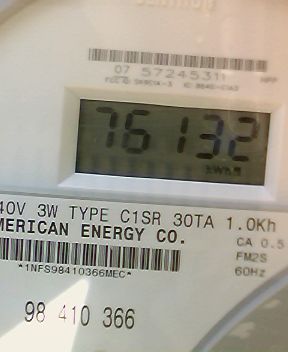 07 57245311
76132
40V 3W TYPE C1SR 30TA 1.0Kh
MERICAN ENERGY CO.
CA 0.5
FM2S
60Hz
*1NFS98410366MEC*
98 410 366